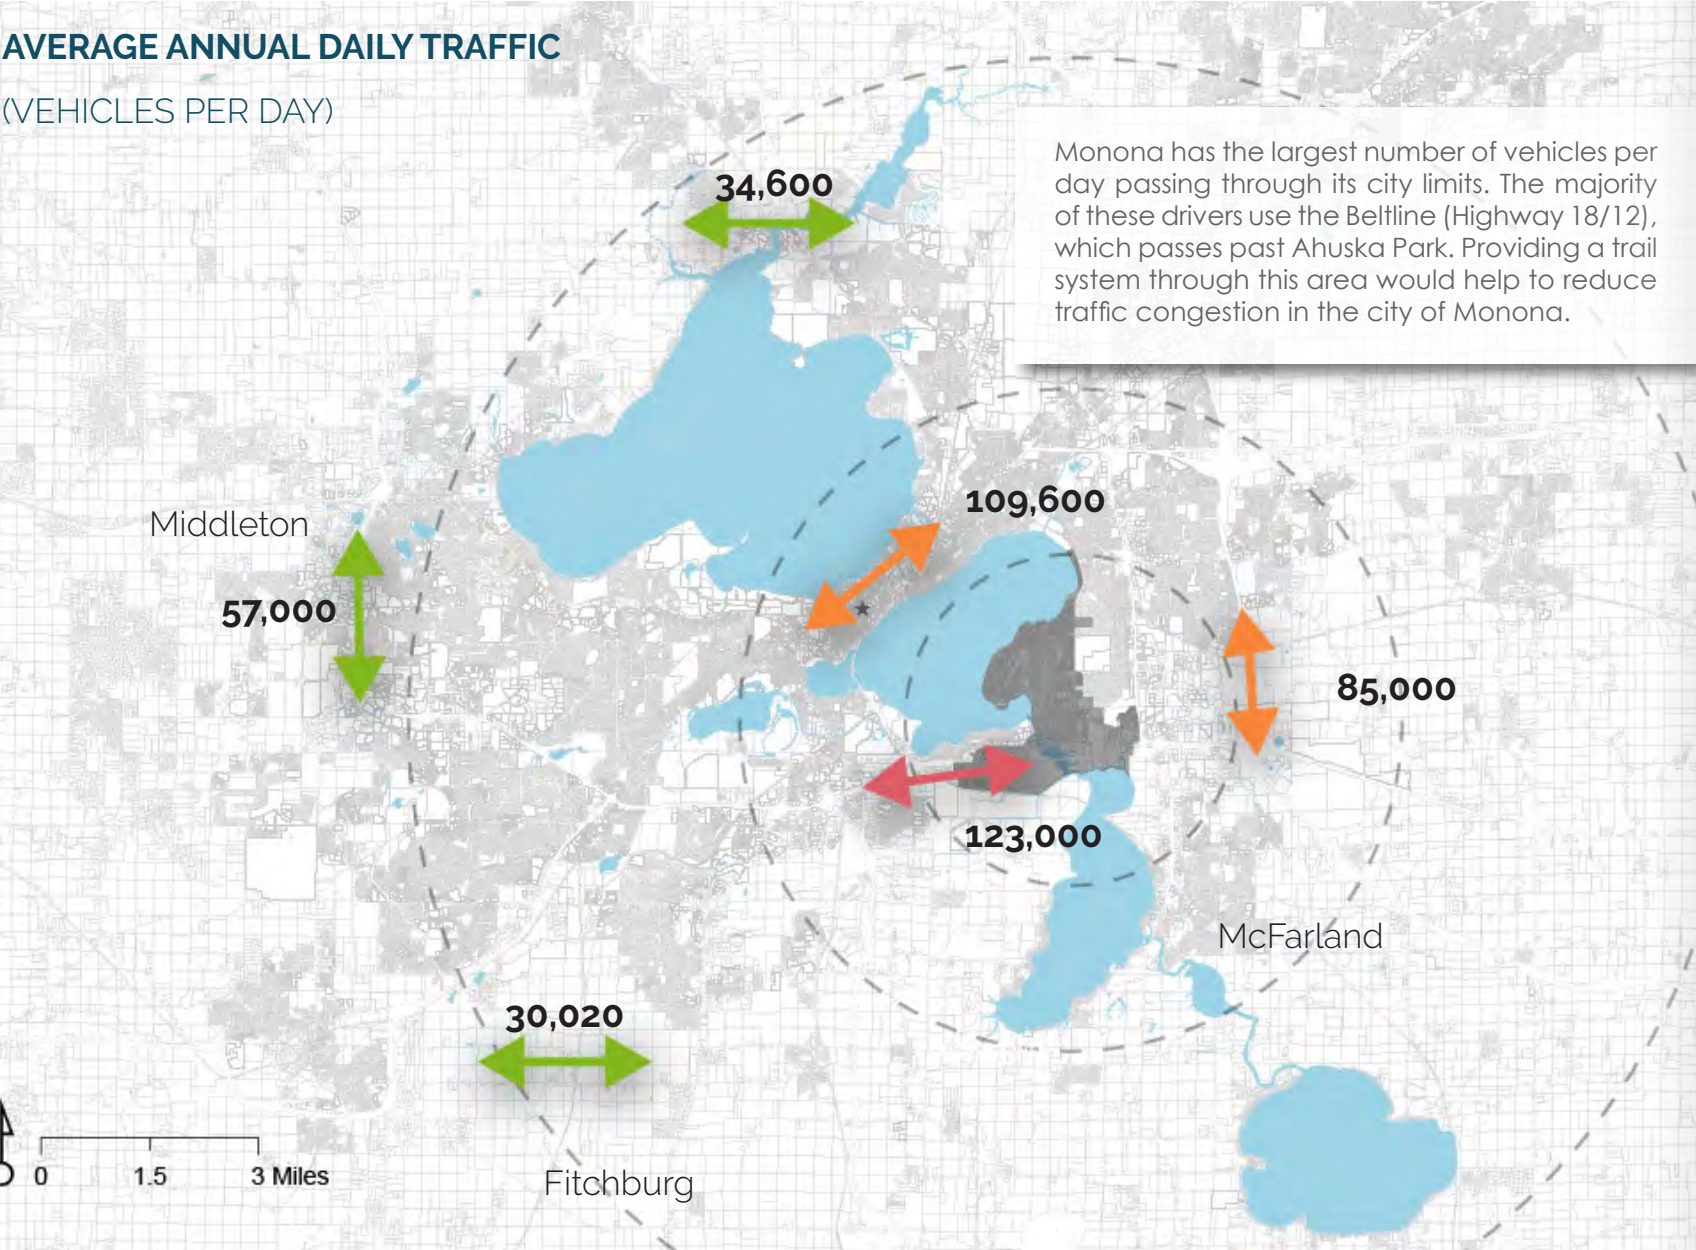 AVERAGE ANNUAL DAILY TRAFFIC
(VEHICLES PER DAY)
Monona has the largest number of vehicles per
day passing through its city limits. The majority
of these drivers use the Beltline (Highway 18/12),
which passes past Ahuska Park. Providing a trail
system through this area would help to reduce
traffic congestion in the city of Monona.
34,600
109,600
Middleton
57,000
85,000
123,000
McFarland
30,020
Fitchburg
0 1.5 3 Miles